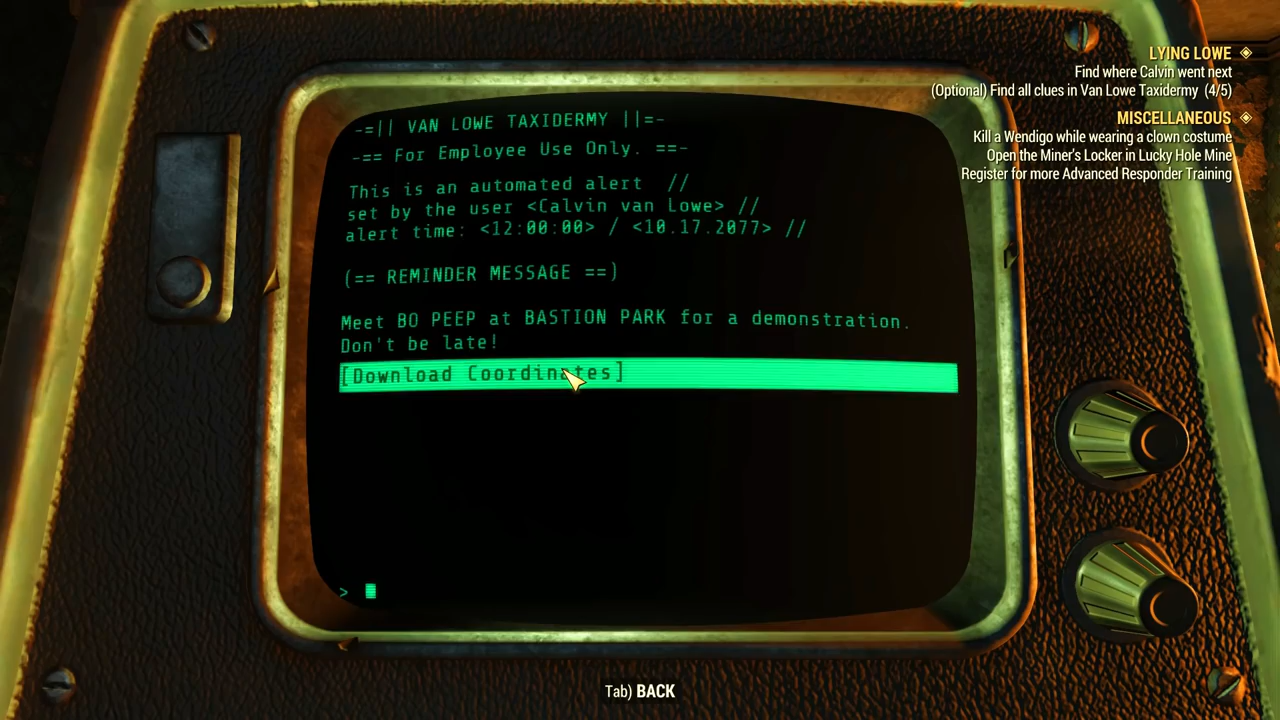 LYING LOWE
Find where Calvin went next
(Optional) Find all clues in Van Lowe Taxidermy (4/5)
MISCELLANEOUS
Kill a Wendigo while wearing a clown costume
Open the Miner's Locker in Lucky Hole Mine
Register for more Advanced Responder Training
-=|| VAN LOWE TAXIDERMY ||=-
-== For Employee Use Only. ==-
This is an automated alert //
set by the user <Calvin van Lowe> //
alert time: <12:00:00> / <10.17.2077> //
(== REMINDER MESSAGE ==)
Meet BO PEEP at BASTION PARK for a demonstration.
Don't be late!
[Download Coordinates]
>
Tab) BACK